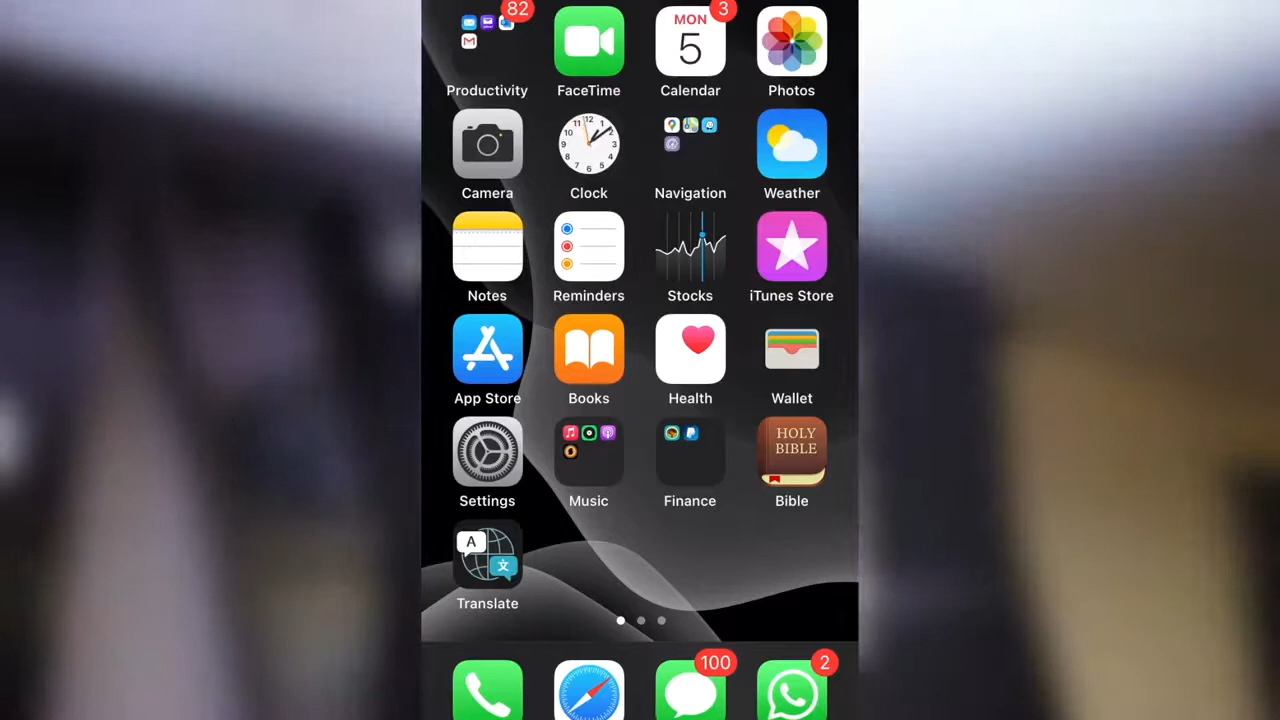 82
3
MON
5
Productivity
FaceTime
Calendar
Photos
Camera
Clock
Navigation
Weather
Notes
Reminders
Stocks
iTunes Store
App Store
Books
Health
Wallet
HOLY
BIBLE
Settings
Music
Finance
Bible
A
文
Translate
100
2